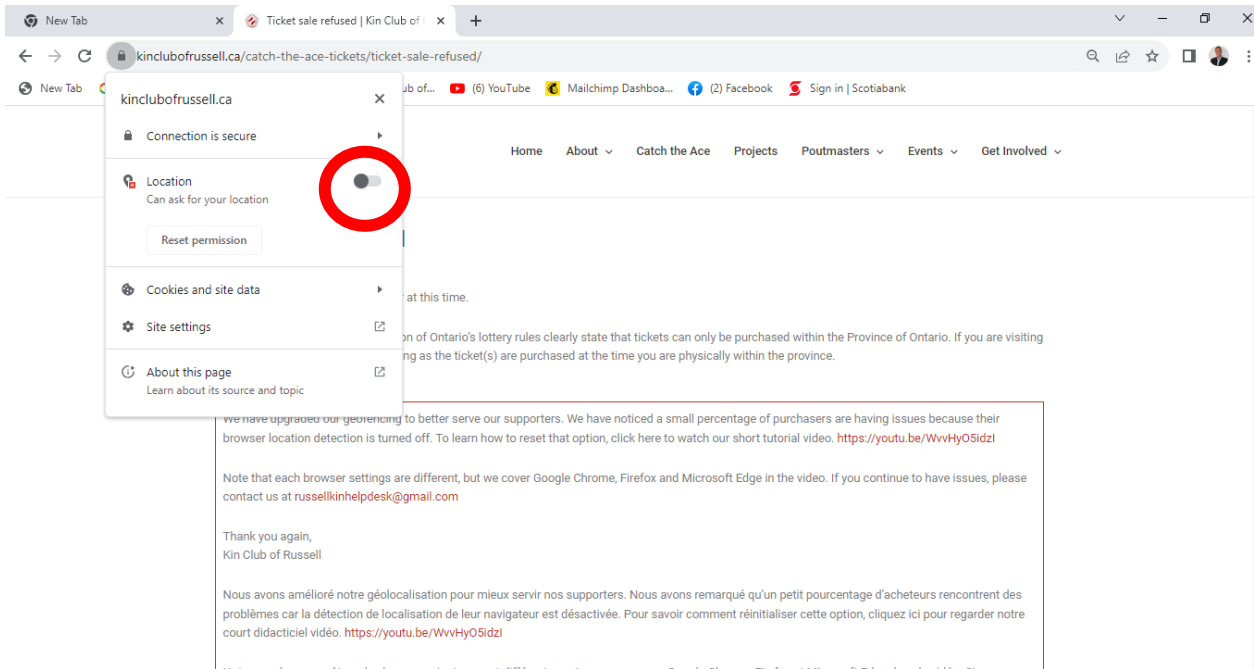 New Tab
Ticket sale refused | Kin Club of
kinclubofrussell.ca/catch-the-ace-tickets/ticket-sale-refused/
New Tab
ub of...
(6) YouTube
Mailchimp Dashboa...
(2) Facebook
Sign in | Scotiabank
kinclubofrussell.ca
Connection is secure
Location
Can ask for your location
Reset permission
Cookies and site data
Site settings
About this page
Learn about its source and topic
Home About Catch the Ace Projects Poutmasters Events Get Involved
at this time.
on of Ontario's lottery rules clearly state that tickets can only be purchased within the Province of Ontario. If you are visiting
ng as the ticket(s) are purchased at the time you are physically within the province.
We have upgraded our geofencing to better serve our supporters. We have noticed a small percentage of purchasers are having issues because their
browser location detection is turned off. To learn how to reset that option, click here to watch our short tutorial video. https://youtu.be/WvvHyO5idzI
Note that each browser settings are different, but we cover Google Chrome, Firefox and Microsoft Edge in the video. If you continue to have issues, please
contact us at russellkinhelpdesk@gmail.com
Thank you again,
Kin Club of Russell
Nous avons amélioré notre géolocalisation pour mieux servir nos supporters. Nous avons remarqué qu'un petit pourcentage d'acheteurs rencontrent des
problèmes car la détection de localisation de leur navigateur est désactivée. Pour savoir comment réinitialiser cette option, cliquez ici pour regarder notre
court didacticiel vidéo. https://youtu.be/WvvHyO5idzI